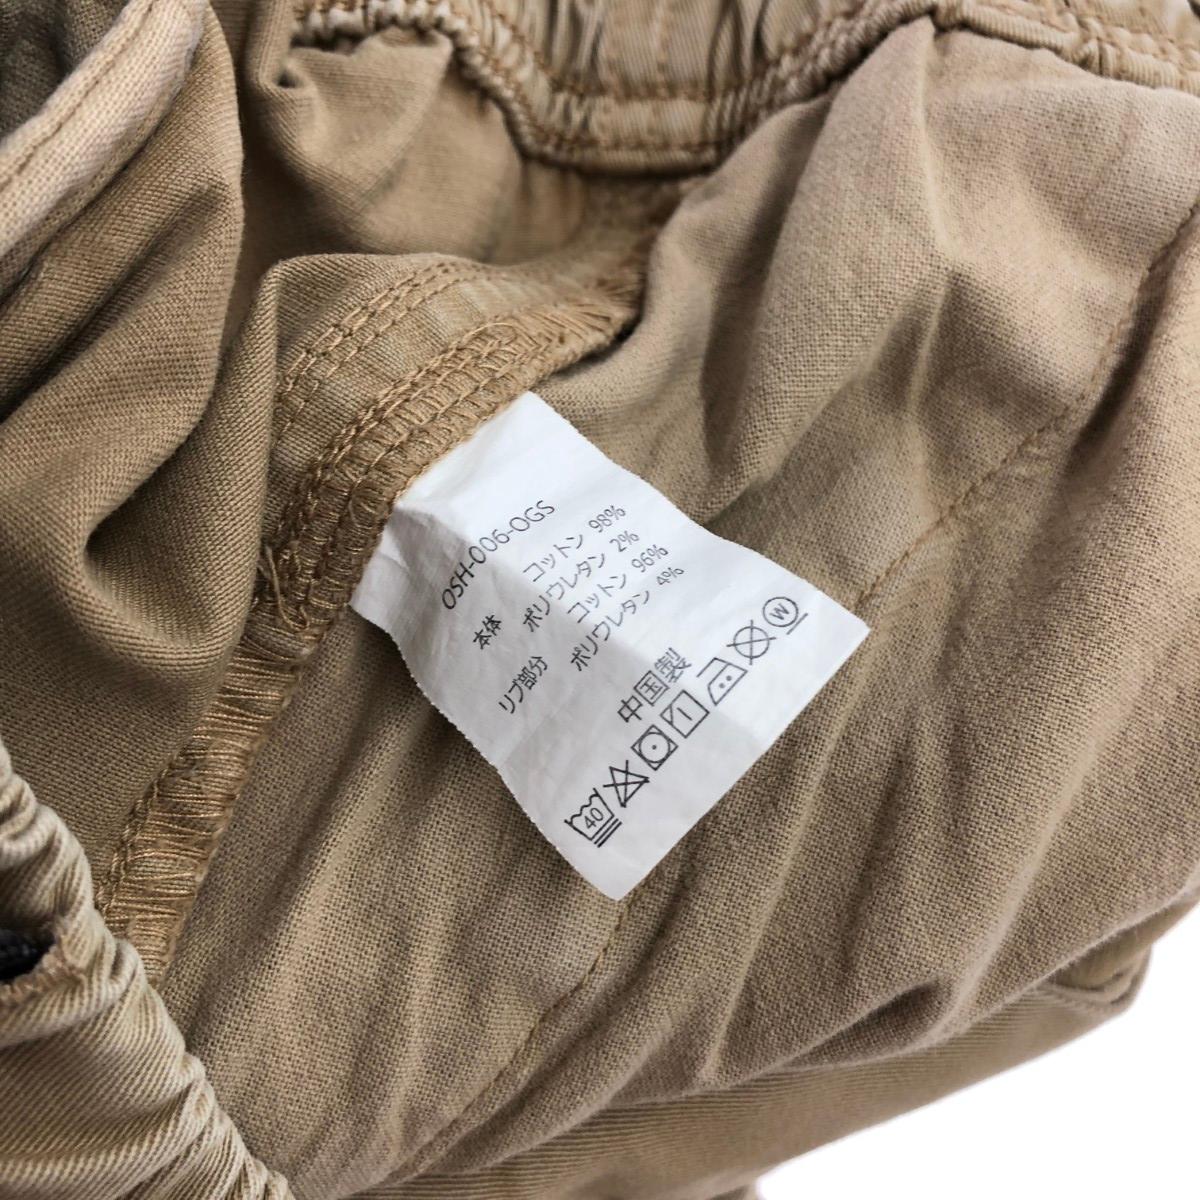 OSH-006-OGS
本体 コットン 98%
ポリウレタン 2%
リブ部分 コットン 96%
ポリウレタン 4%
中国製
40
W